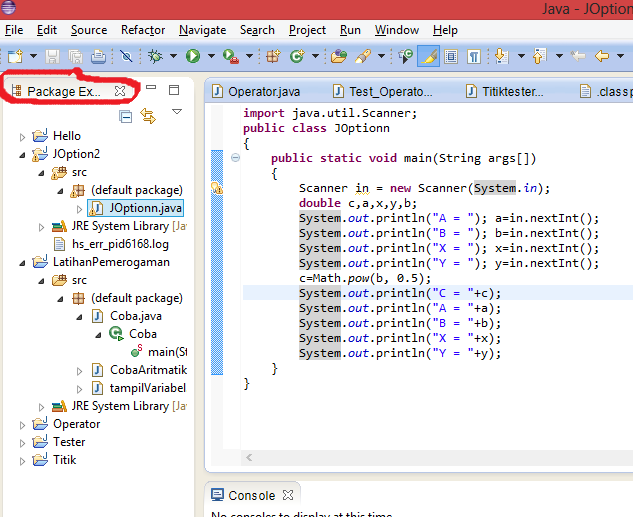 Java - JOption
File Edit Source Refactor Navigate Search Project Run Window Help
Package Ex...
Operator.java Test_Operato... Titiktester... .classp
Hello
JOption2
src
(default package)
JOptionn.java
JRE System Library [Ja
hs_err_pid6168.log
LatihanPemerogaman
src
(default package)
Coba.java
Coba
main(St
CobaAritmatik
tampilVariabel
JRE System Library [Ja
Operator
Tester
Titik
import java.util.Scanner;
public class JOptionn
{
public static void main(String args[])
{
Scanner in = new Scanner(System.in);
double c,a,x,y,b;
System.out.println("A = "); a=in.nextInt();
System.out.println("B = "); b=in.nextInt();
System.out.println("X = "); x=in.nextInt();
System.out.println("Y = "); y=in.nextInt();
c=Math.pow(b, 0.5);
System.out.println("C = "+c);
System.out.println("A = "+a);
System.out.println("B = "+b);
System.out.println("X = "+x);
System.out.println("Y = "+y);
}
}
Console
No consoles to display at this time.